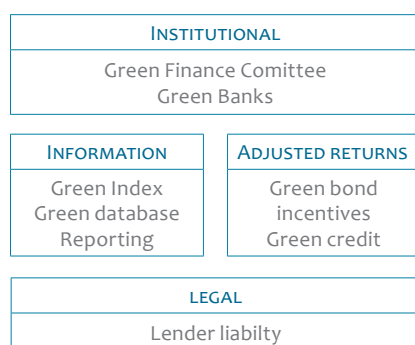 INSTITUTIONAL
Green Finance Comittee
Green Banks
INFORMATION
Green Index
Green database
Reporting
ADJUSTED RETURNS
Green bond
incentives
Green credit
LEGAL
Lender liabilty